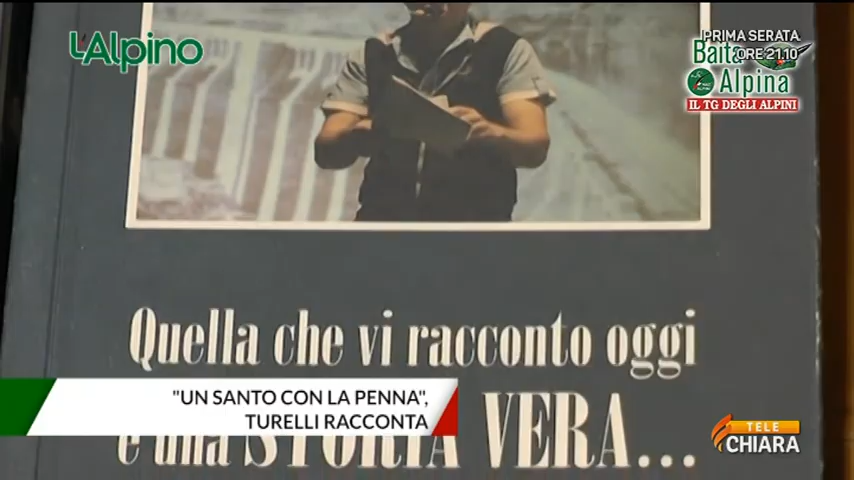 L'Alpino
PRIMA SERATA
ORE 21.10
Baita
Alpina
IL TG DEGLI ALPINI
Quella che vi racconto oggi
è una STORIA VERA...
"UN SANTO CON LA PENNA",
TURELLI RACCONTA
TELE
CHIARA